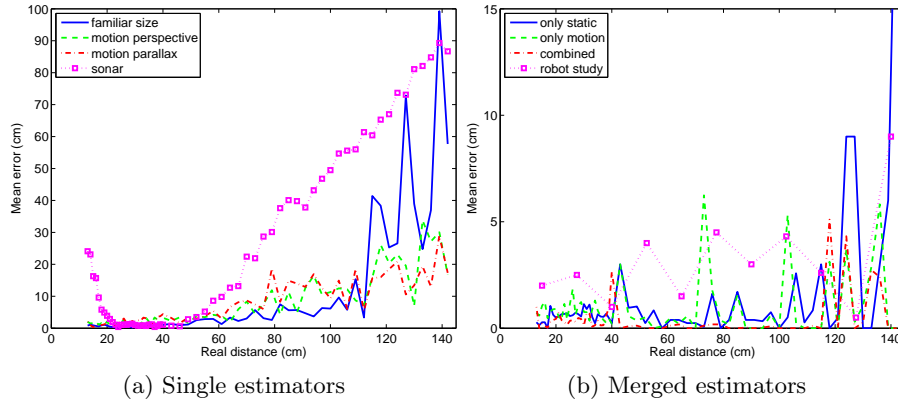 100
90
80
70
60
50
40
30
20
10
0
Mean error (cm)
familiar size
motion perspective
motion parallax
sonar
20 40 60 80 100 120 140
Real distance (cm)
(a) Single estimators
15
10
5
0
Mean error (cm)
only static
only motion
combined
robot study
0 20 40 60 80 100 120 140
Real distance (cm)
(b) Merged estimators